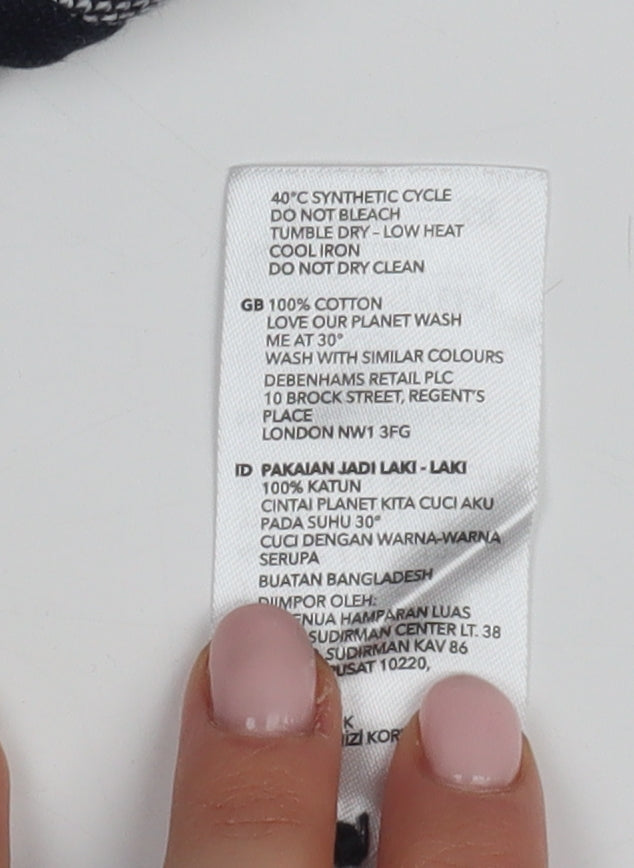 40°C SYNTHETIC CYCLE
DO NOT BLEACH
TUMBLE DRY – LOW HEAT
COOL IRON
DO NOT DRY CLEAN
GB 100% COTTON
LOVE OUR PLANET WASH
ME AT 30°
WASH WITH SIMILAR COLOURS
DEBENHAMS RETAIL PLC
10 BROCK STREET, REGENT'S
PLACE
LONDON NW1 3FG
ID PAKAIAN JADI LAKI - LAKI
100% KATUN
CINTAI PLANET KITA CUCI AKU
PADA SUHU 30°
CUCI DENGAN WARNA-WARNA
SERUPA
BUATAN BANGLADESH
DIIMPOR OLEH:
HAMPARAN LUAS
SUDIRMAN CENTER LT. 38
SUDIRMAN KAV 86
10220,